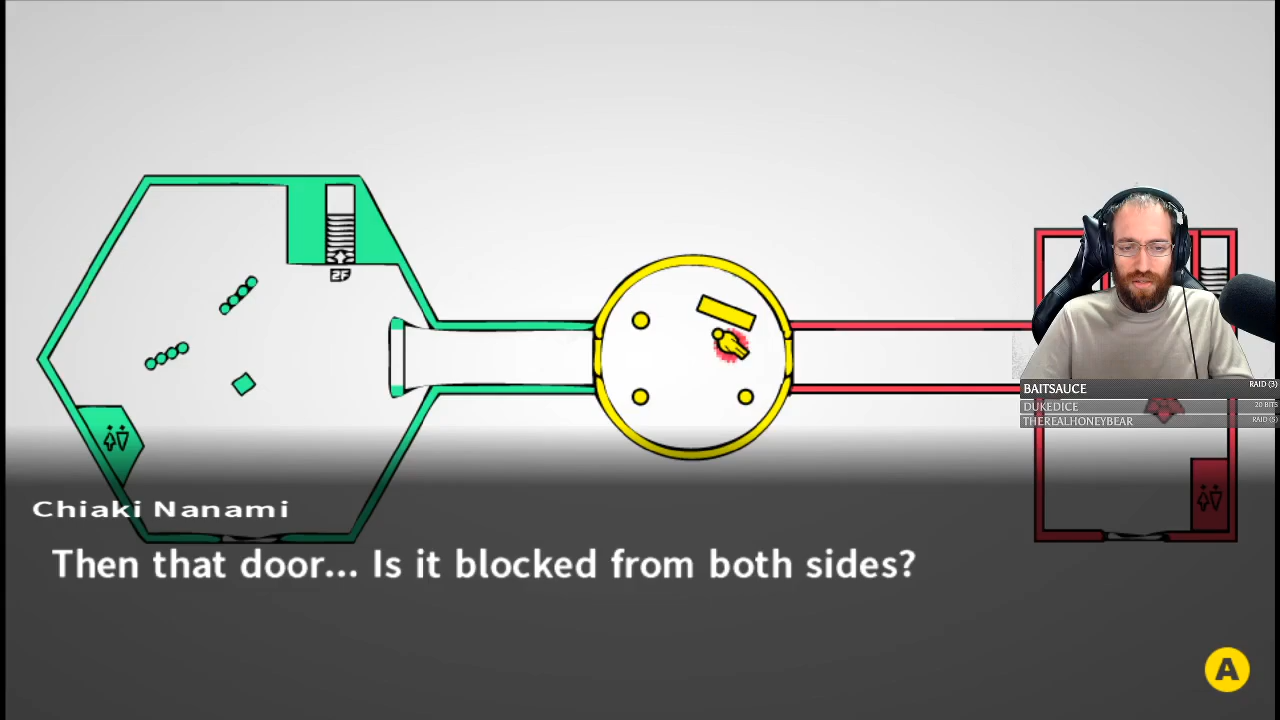 2F
BAITSAUCE RAID (3)
DUKEDICE 20 BITS
THEREALHONEYBEAR RAID (5)
Chiaki Nanami
Then that door... Is it blocked from both sides?
A